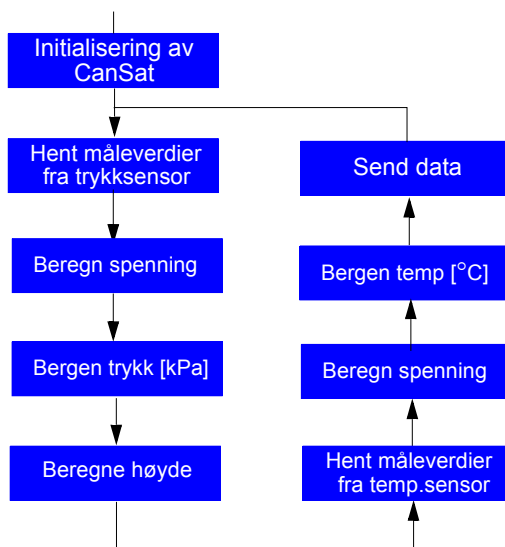 Initialisering av
CanSat
Hent måleverdier
fra trykksensor
Beregn spenning
Bergen trykk [kPa]
Beregne høyde
Hent måleverdier
fra temp.sensor
Beregn spenning
Bergen temp [°C]
Send data